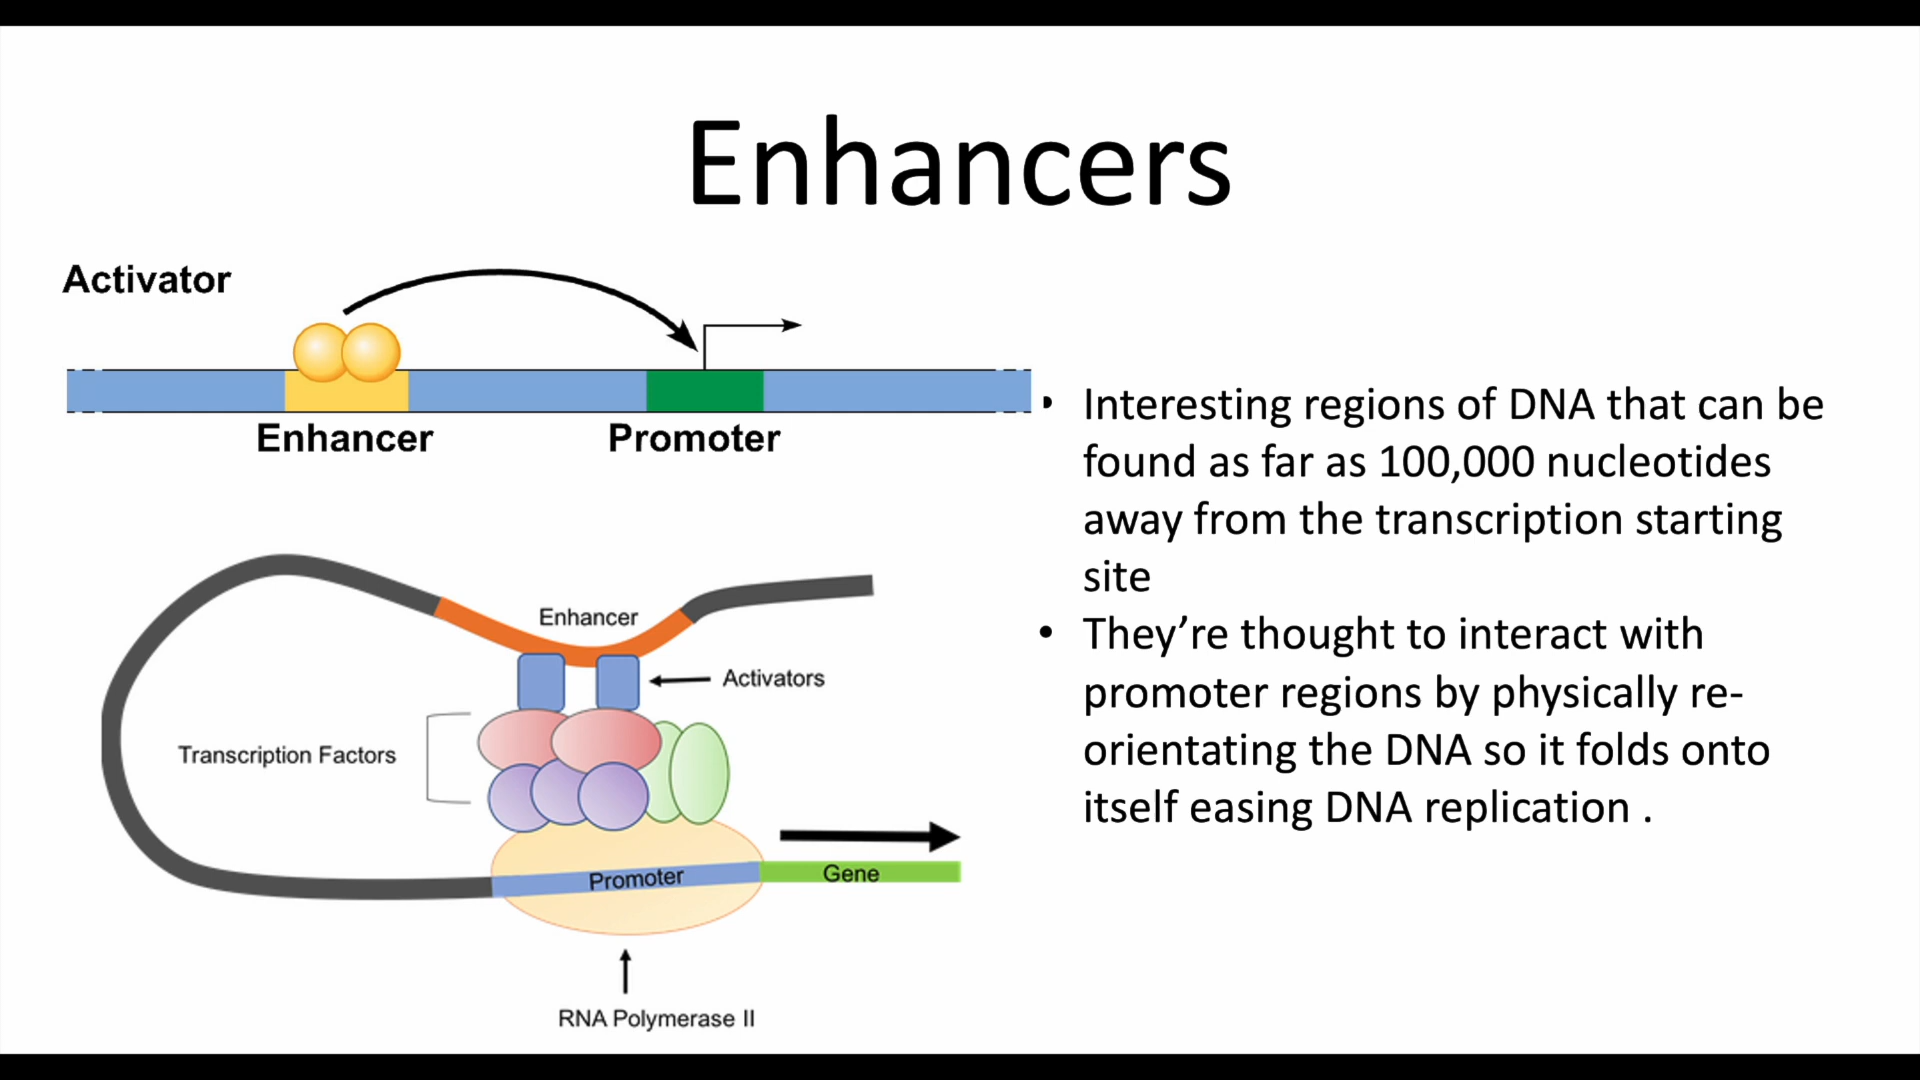 Enhancers
Activator
Enhancer
Promoter
Enhancer
Activators
Transcription Factors
Promoter
Gene
RNA Polymerase II
• Interesting regions of DNA that can be
found as far as 100,000 nucleotides
away from the transcription starting
site
• They’re thought to interact with
promoter regions by physically re-
orientating the DNA so it folds onto
itself easing DNA replication .